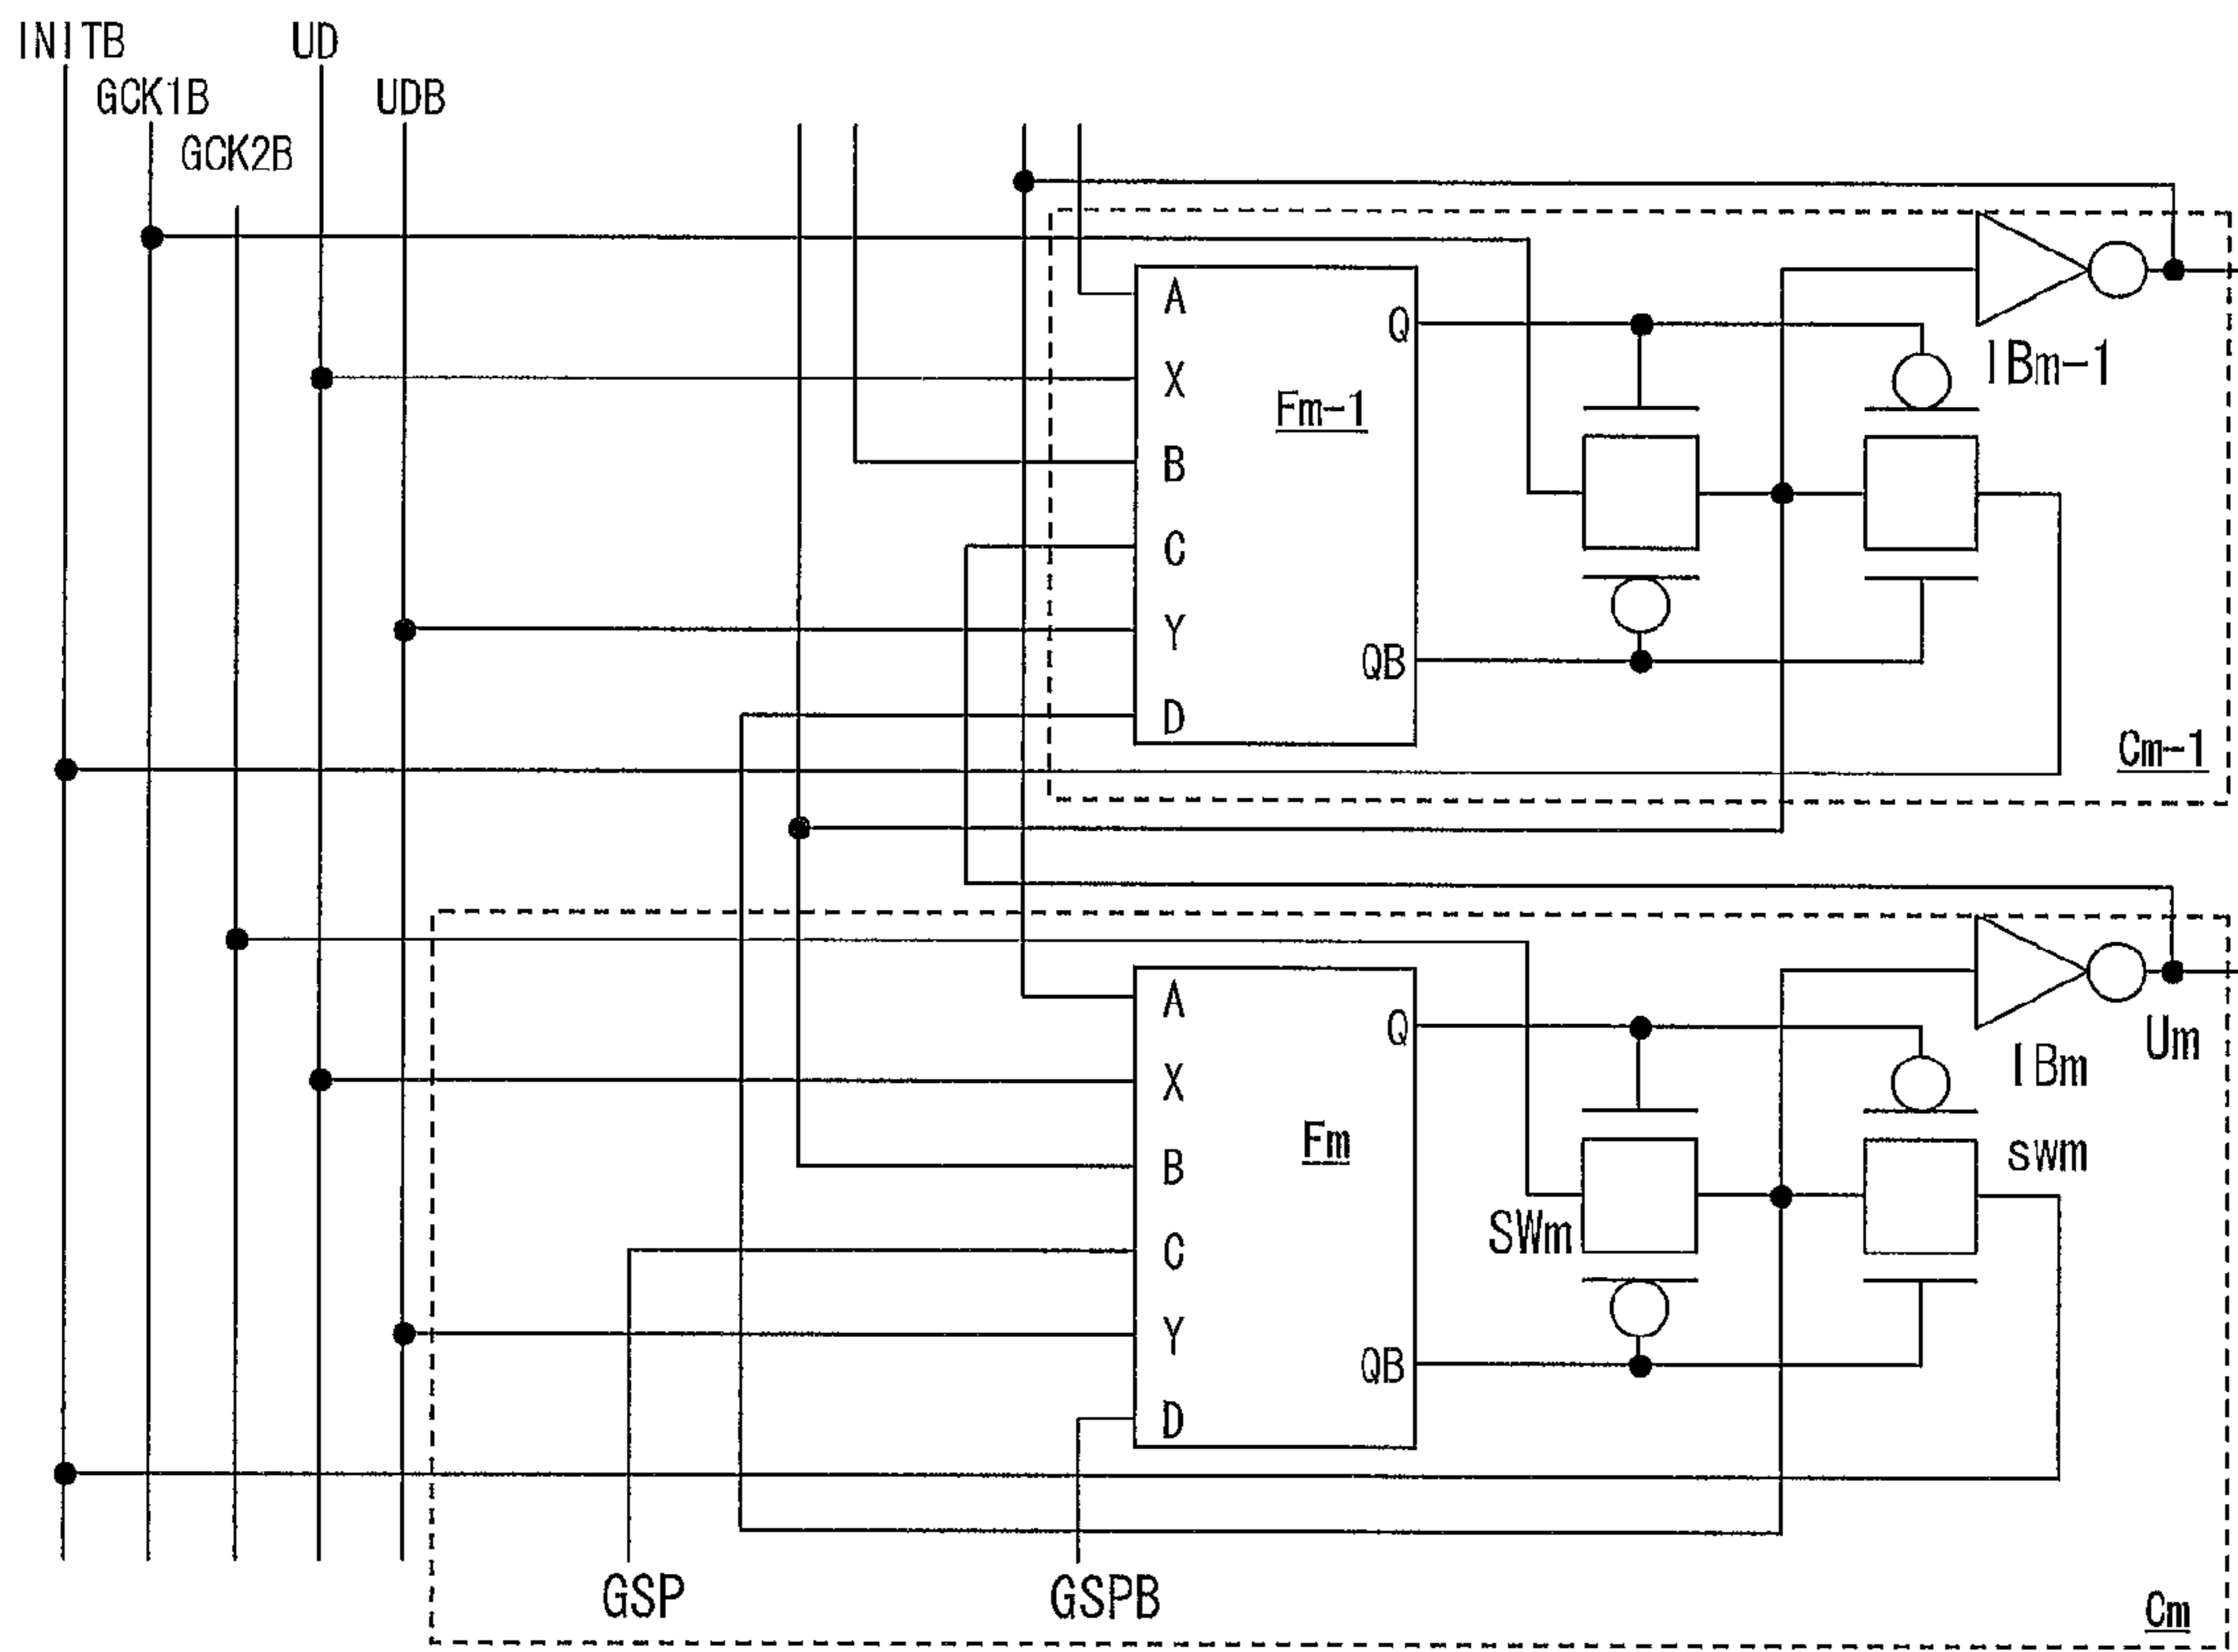 INITB
UD
GCK1B
UDB
GCK2B
A
Q
IBm-1
X
Fm-1
B
C
Y
QB
D
Cm-1
A
Q
Um
IBm
X
Fm
swm
B
SWm
C
Y
QB
D
GSP
GSPB
Cm